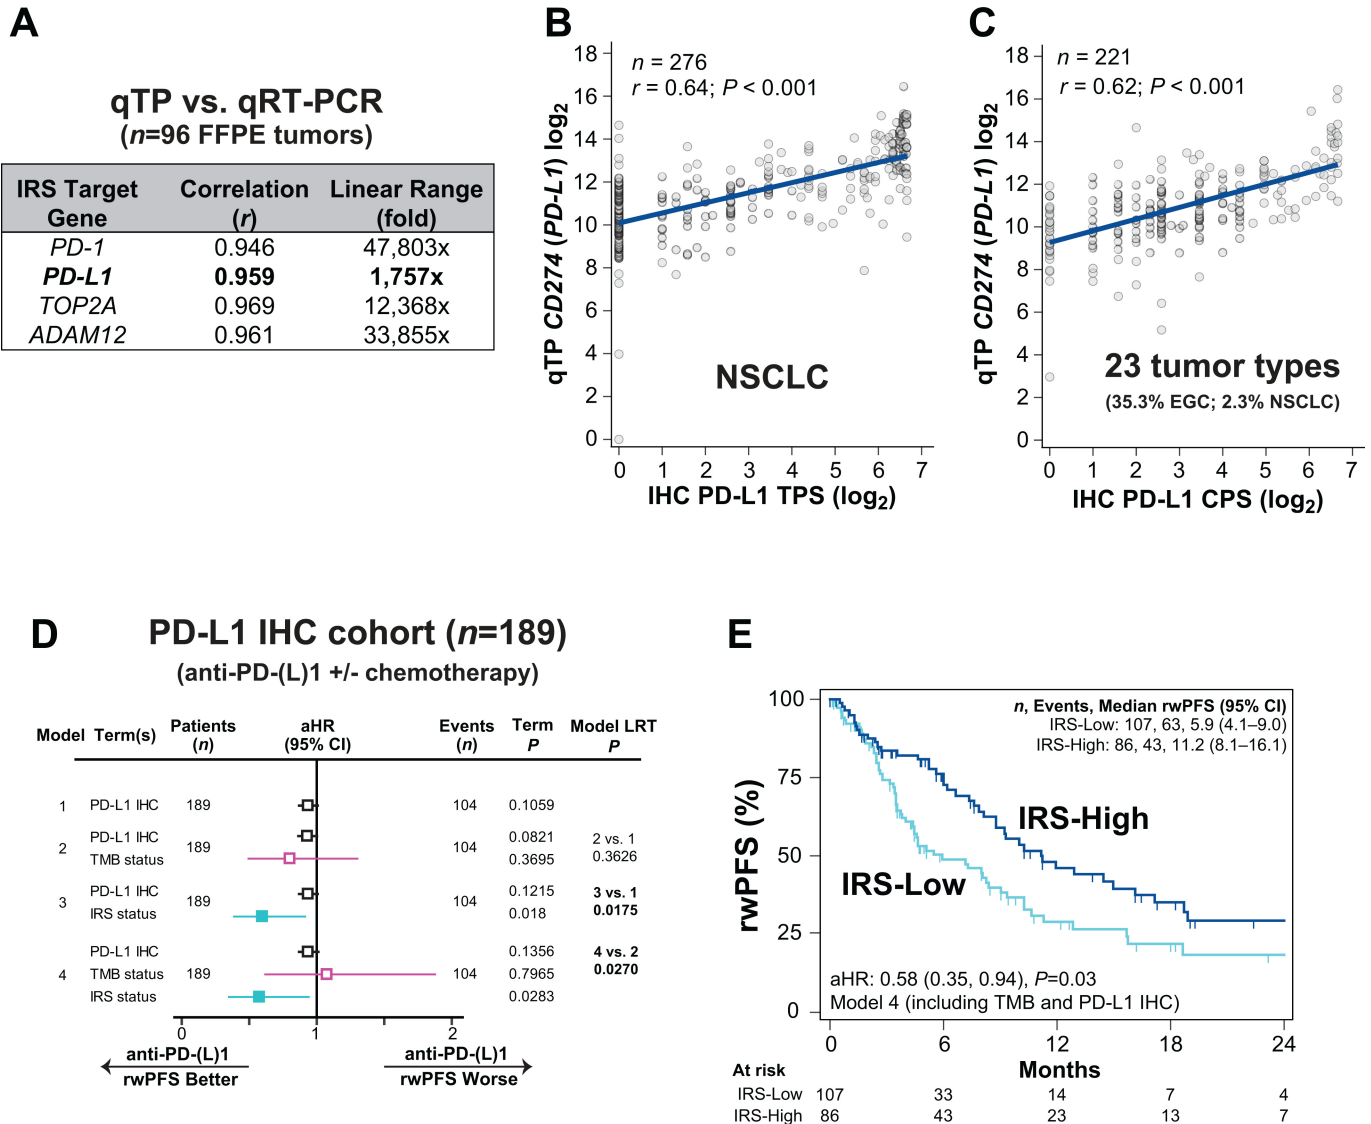 A
qTP vs. qRT-PCR
(n=96 FFPE tumors)
IRS Target Gene Correlation (r) Linear Range (fold)
PD-1 0.946 47,803x
PD-L1 0.959 1,757x
TOP2A 0.969 12,368x
ADAM12 0.961 33,855x
B
n = 276
r = 0.64; P < 0.001
qTP CD274 (PD-L1) log2
18
16
14
12
10
8
6
4
2
0
NSCLC
0 1 2 3 4 5 6 7
IHC PD-L1 TPS (log2)
C
n = 221
r = 0.62; P < 0.001
qTP CD274 (PD-L1) log2
18
16
14
12
10
8
6
4
2
0
23 tumor types
(35.3% EGC; 2.3% NSCLC)
0 1 2 3 4 5 6 7
IHC PD-L1 CPS (log2)
D
PD-L1 IHC cohort (n=189)
(anti-PD-(L)1 +/- chemotherapy)
Model Term(s) Patients (n) aHR (95% CI) Events (n) Term P Model LRT P
1 PD-L1 IHC 189 104 0.1059
2 189 104
PD-L1 IHC 0.0821 2 vs. 1
TMB status 0.3695 0.3626
3 189 104
PD-L1 IHC 0.1215 3 vs. 1
IRS status 0.018 0.0175
PD-L1 IHC 0.1356 4 vs. 2
4 TMB status 189 104 0.7965 0.0270
IRS status 0.0283
0 1 2
anti-PD-(L)1 rwPFS Better
anti-PD-(L)1 rwPFS Worse
E
n, Events, Median rwPFS (95% CI)
IRS-Low: 107, 63, 5.9 (4.1–9.0)
IRS-High: 86, 43, 11.2 (8.1–16.1)
rwPFS (%)
100
75
50
25
0
IRS-High
IRS-Low
aHR: 0.58 (0.35, 0.94), P=0.03
Model 4 (including TMB and PD-L1 IHC)
0 6 12 18 24
Months
At risk
IRS-Low 107 33 14 7 4
IRS-High 86 43 23 13 7